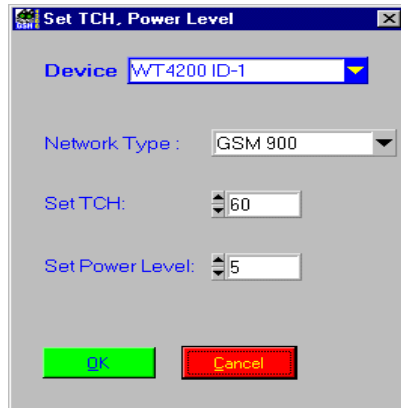 Set TCH, Power Level
Device WT4200 ID-1
Network Type : GSM 900
Set TCH: 60
Set Power Level: 5
OK Cancel